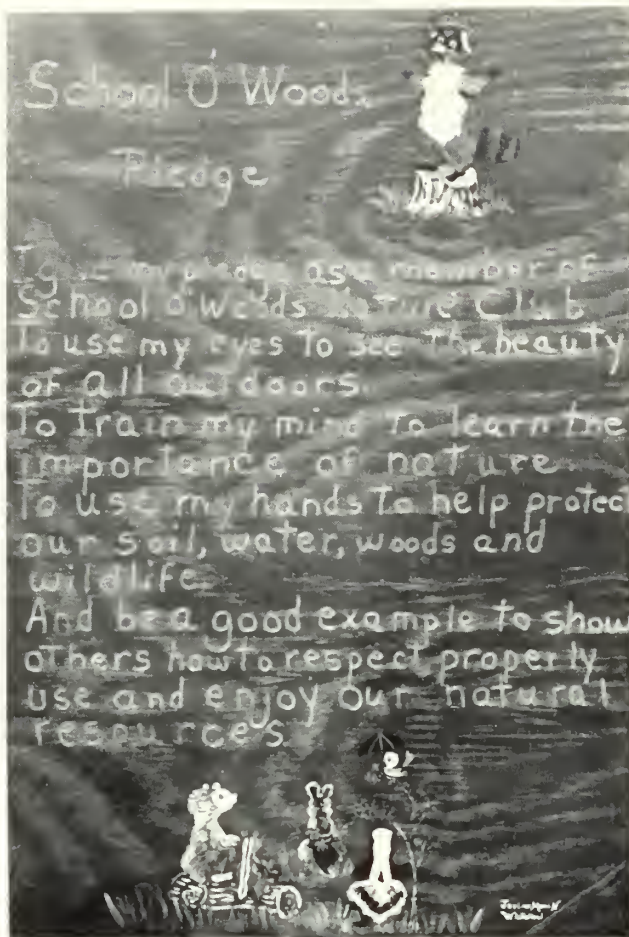 School O' Woods
Pledge
I give my pledge as a member of
School O Woods Nature Club
To use my eyes to see the beauty
of all outdoors.
To train my mind to learn the
importance of nature
To use my hands to help protec
our soil, water, woods and
wildlife
And be a good example to show
others how to respect properly
use and enjoy our natural
resources.